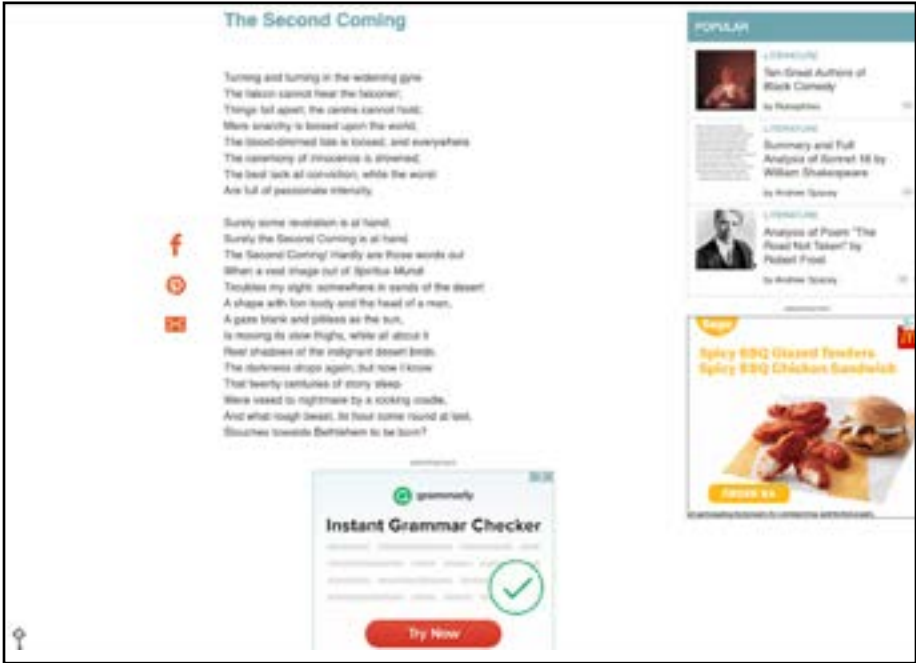 The Second Coming
Turning and turning in the widening gyre
The falcon cannot hear the falconer;
Things fall apart; the centre cannot hold;
Mere anarchy is loosed upon the world,
The blood-dimmed tide is loosed, and everywhere
The ceremony of innocence is drowned;
The best lack all conviction, while the worst
Are full of passionate intensity.
Surely some revelation is at hand;
Surely the Second Coming is at hand.
The Second Coming! Hardly are those words out
When a vast image out of Spiritus Mundi
Troubles my sight: somewhere in sands of the desert
A shape with lion body and the head of a man,
A gaze blank and pitiless as the sun,
Is moving its slow thighs, while all about it
Reel shadows of the indignant desert birds.
The darkness drops again; but now I know
That twenty centuries of stony sleep
Were vexed to nightmare by a rocking cradle,
And what rough beast, its hour come round at last,
Slouches towards Bethlehem to be born?
ADVERTISEMENT
grammarly
Instant Grammar Checker
Try Now
POPULAR
LITERATURE
Ten Great Authors of
Black Comedy
by
LITERATURE
Summary and Full
Analysis of Sonnet 18 by
William Shakespeare
by Andrew Spacey
LITERATURE
Analysis of Poem "The
Road Not Taken" by
Robert Frost
by Andrew Spacey
ADVERTISEMENT
Spicy BBQ Glazed Tenders
Spicy BBQ Chicken Sandwich
ORDER